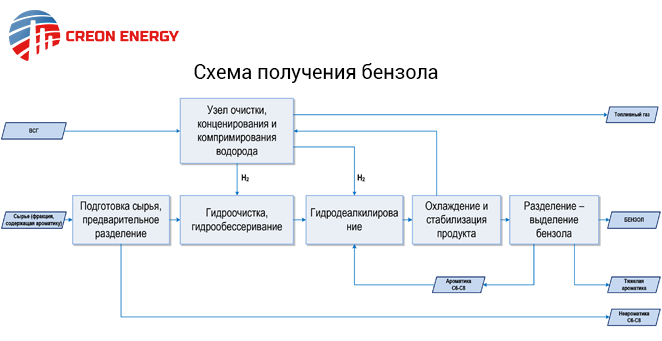 CREON ENERGY
Схема получения бензола
Узел очистки,
конценирования и
компримирования
водорода
ВСГ
Топливный газ
H₂
H₂
Сырье (фракция,
содержащая ароматику)
Подготовка сырья,
предварительное
разделение
Гидроочистка,
гидрообессеривание
Гидродеалкилирова
ние
Охлаждение и
стабилизация
продукта
Разделение –
выделение
бензола
БЕНЗОЛ
Ароматика
С6-С8
Тяжелая
ароматика
Неароматика
С6-С8